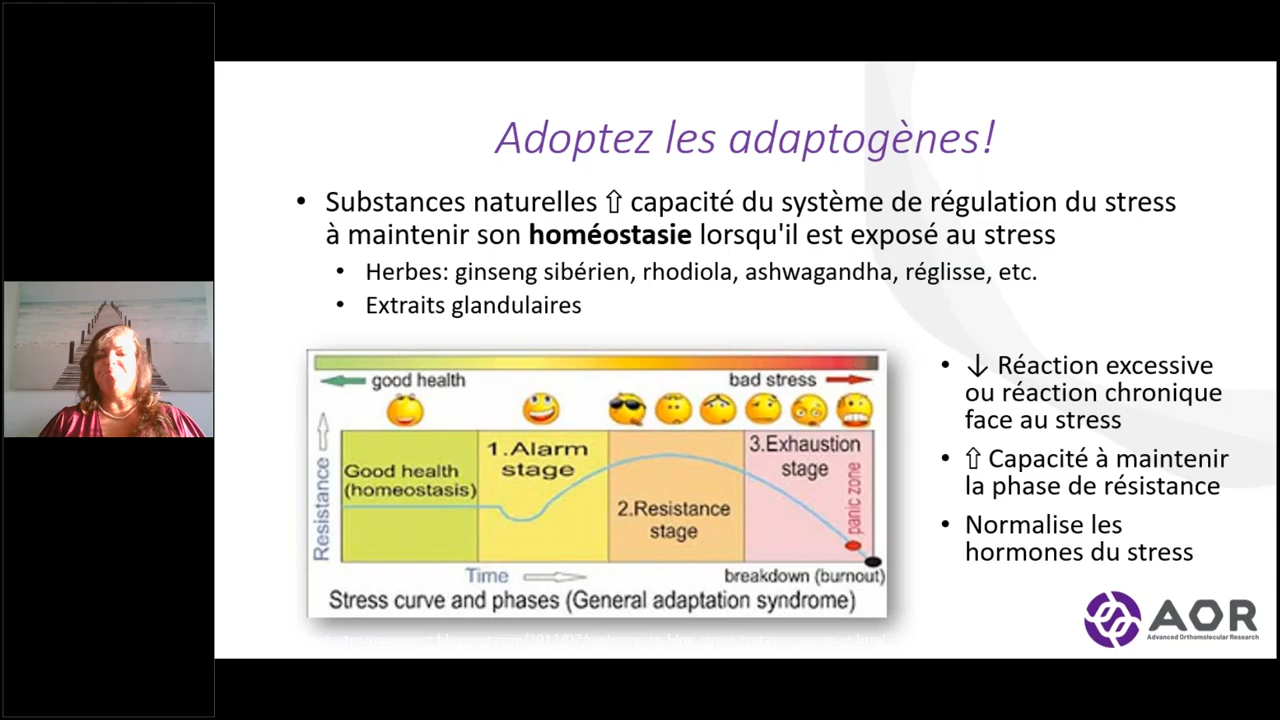 Adoptez les adaptogènes!
• Substances naturelles ⇧ capacité du système de régulation du stress
à maintenir son homéostasie lorsqu'il est exposé au stress
• Herbes: ginseng sibérien, rhodiola, ashwagandha, réglisse, etc.
• Extraits glandulaires
good health
bad stress
Resistance
Good health
(homeostasis)
1.Alarm
stage
2.Resistance
stage
3.Exhaustion
stage
panic zone
Time
breakdown (burnout)
Stress curve and phases (General adaptation syndrome)
• ↓ Réaction excessive
ou réaction chronique
face au stress
• ⇧ Capacité à maintenir
la phase de résistance
• Normalise les
hormones du stress
AOR
Advanced Orthomolecular Research